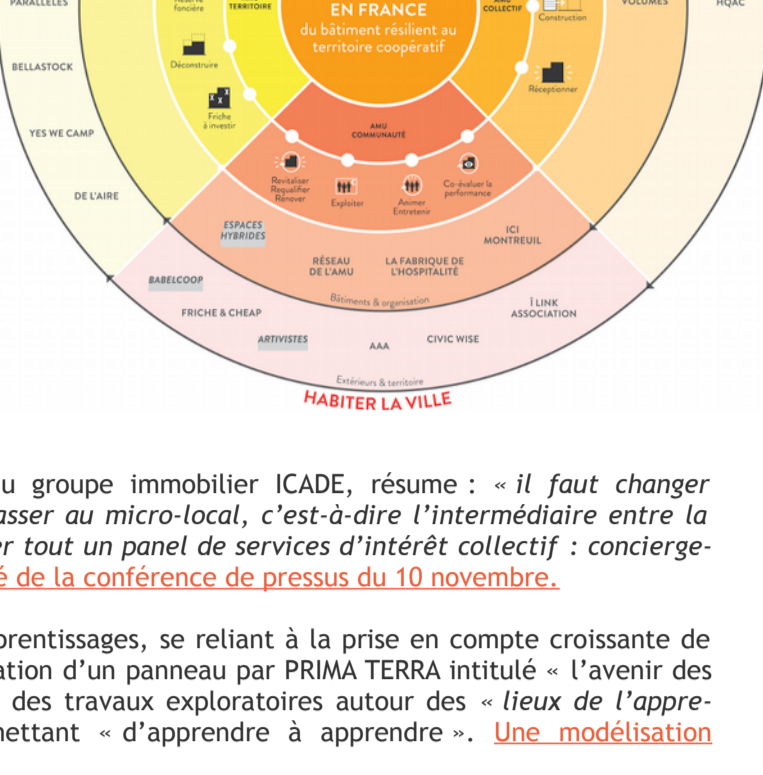 PARALLÈLES
Réserve
foncière
TERRITOIRE
EN FRANCE
du bâtiment résilient au
territoire coopératif
AMU
COLLECTIF
Construction
VOLUMES
HQAC
BELLASTOCK
Déconstruire
Réceptionner
Friche
à investir
YES WE CAMP
AMU
COMMUNAUTÉ
DE L'AIRE
Revitaliser
Requalifier
Rénover
Exploiter
Animer
Entretenir
Co-évaluer la
performance
ESPACES
HYBRIDES
ICI
MONTREUIL
RÉSEAU
DE L'AMU
LA FABRIQUE DE
L'HOSPITALITÉ
BABELCOOP
Bâtiments & organisation
FRICHE & CHEAP
Î LINK
ASSOCIATION
ARTIVISTES
AAA
CIVIC WISE
Extérieurs & territoire
HABITER LA VILLE
u groupe immobilier ICADE, résume : « il faut changer
asser au micro-local, c’est-à-dire l’intermédiaire entre la
er tout un panel de services d’intérêt collectif : concierge-
é de la conférence de pressus du 10 novembre.
prentissages, se reliant à la prise en compte croissante de
ation d’un panneau par PRIMA TERRA intitulé « l’avenir des
des travaux exploratoires autour des « lieux de l’appre-
mettant « d’apprendre à apprendre ». Une modélisation